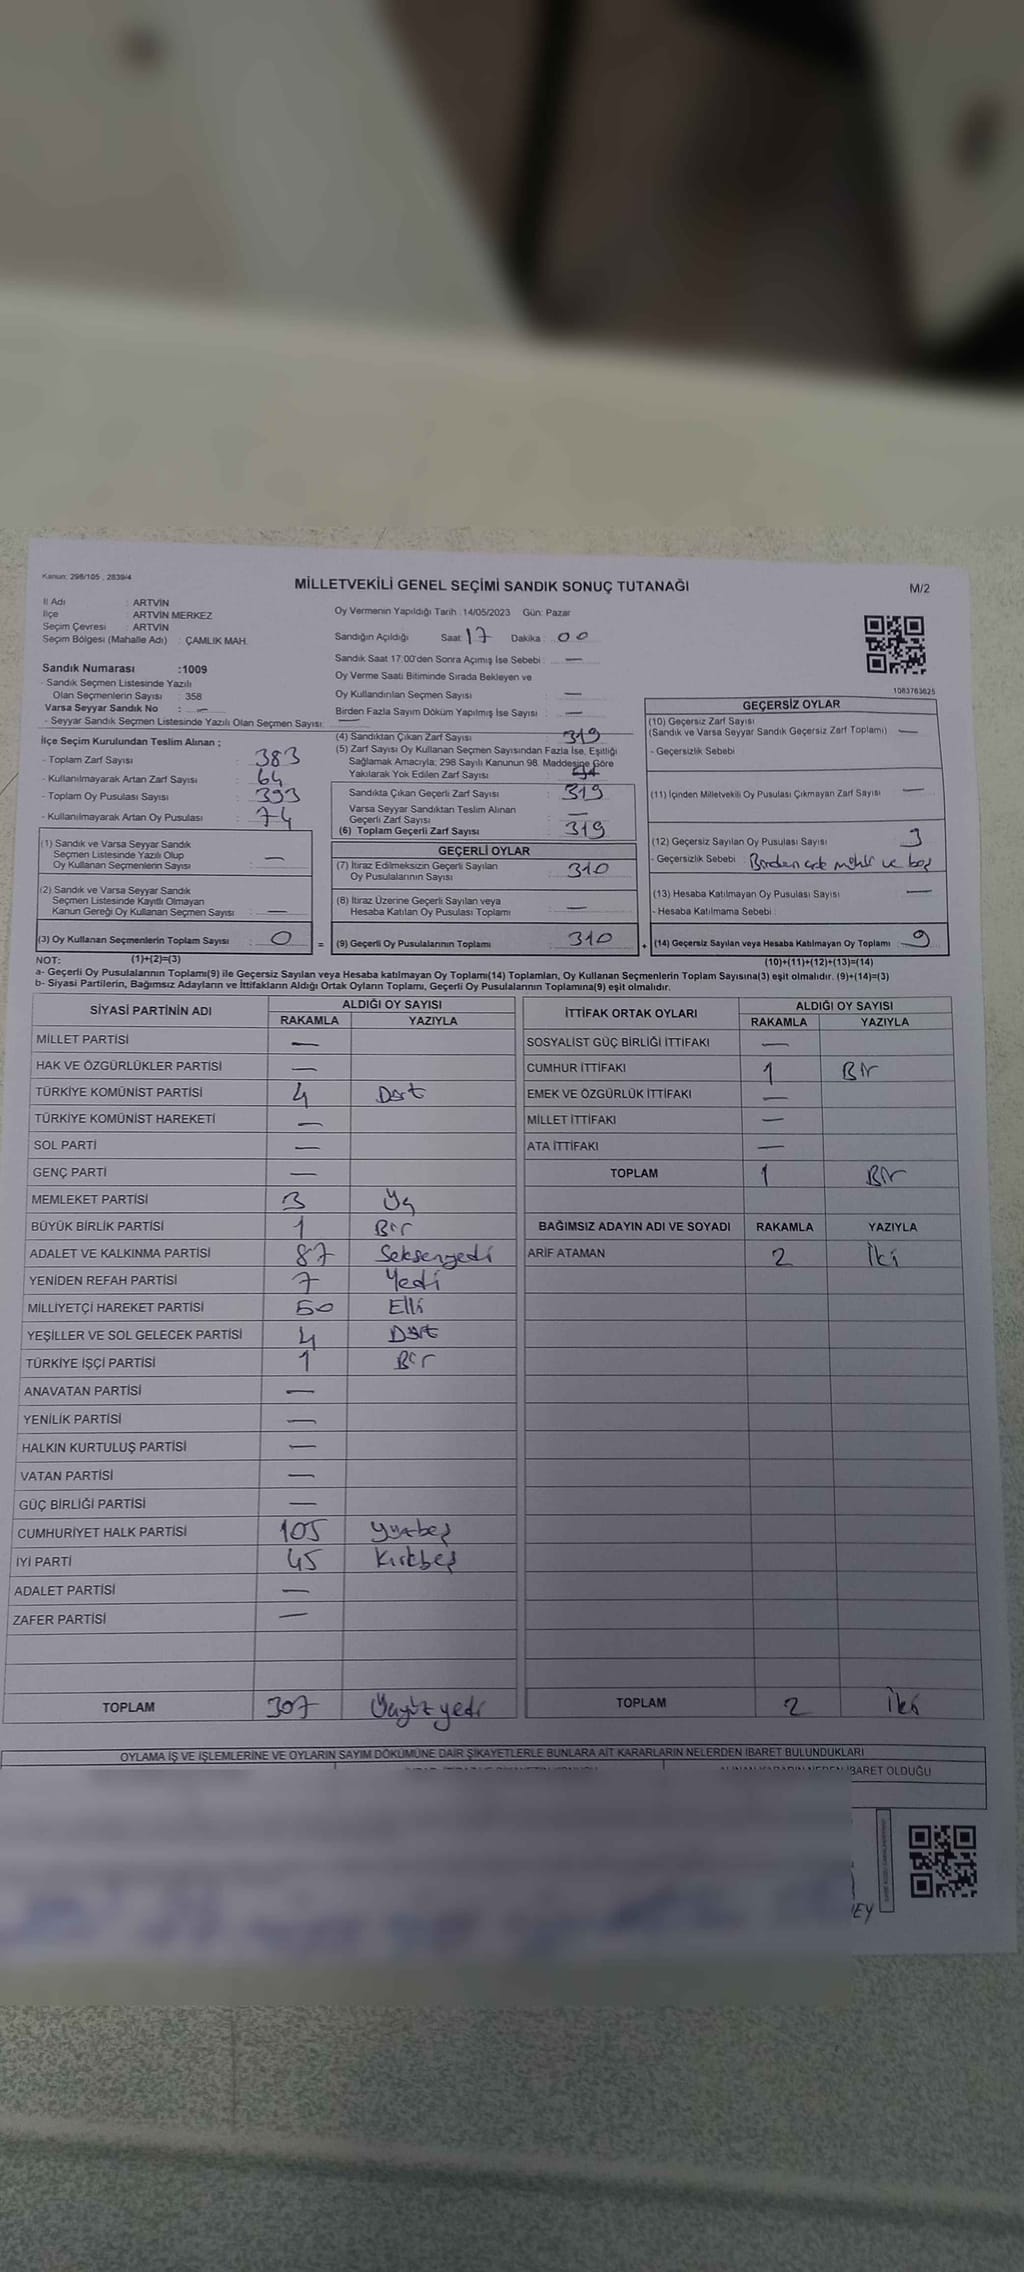 Kanun: 298/105 , 2839/4
MİLLETVEKİLİ GENEL SEÇİMİ SANDIK SONUÇ TUTANAĞI
M/2
İl Adı : ARTVİN
İlçe : ARTVİN MERKEZ
Seçim Çevresi : ARTVİN
Seçim Bölgesi (Mahalle Adı) : ÇAMLIK MAH.
Sandık Numarası :1009
- Sandık Seçmen Listesinde Yazılı
Olan Seçmenlerin Sayısı : 358
Varsa Seyyar Sandık No : —
- Seyyar Sandık Seçmen Listesinde Yazılı Olan Seçmen Sayısı: —
Oy Vermenin Yapıldığı Tarih : 14/05/2023 Gün: Pazar
Sandığın Açıldığı Saat: 17 Dakika : 00
Sandık Saat 17:00'den Sonra Açımış İse Sebebi : —
Oy Verme Saati Bitiminde Sırada Bekleyen ve
Oy Kullandırılan Seçmen Sayısı : —
Birden Fazla Sayım Döküm Yapılmış İse Sayısı : —
1083763625
İlçe Seçim Kurulundan Teslim Alınan ;
- Toplam Zarf Sayısı : 383
- Kullanılmayarak Artan Zarf Sayısı : 64
- Toplam Oy Pusulası Sayısı : 393
- Kullanılmayarak Artan Oy Pusulası : 74
(1) Sandık ve Varsa Seyyar Sandık
Seçmen Listesinde Yazılı Olup
Oy Kullanan Seçmenlerin Sayısı : —
(2) Sandık ve Varsa Seyyar Sandık
Seçmen Listesinde Kayıtlı Olmayan
Kanun Gereği Oy Kullanan Seçmen Sayısı : —
(3) Oy Kullanan Seçmenlerin Toplam Sayısı : 0 =
(4) Sandıktan Çıkan Zarf Sayısı : 319
(5) Zarf Sayısı Oy Kullanan Seçmen Sayısından Fazla İse, Eşitliği
Sağlamak Amacıyla; 298 Sayılı Kanunun 98. Maddesine Göre
Yakılarak Yok Edilen Zarf Sayısı :
Sandıkta Çıkan Geçerli Zarf Sayısı : 319
Varsa Seyyar Sandıktan Teslim Alınan
Geçerli Zarf Sayısı : —
(6) Toplam Geçerli Zarf Sayısı : 319
GEÇERLİ OYLAR
(7) İtiraz Edilmeksizin Geçerli Sayılan
Oy Pusulalarının Sayısı : 310
(8) İtiraz Üzerine Geçerli Sayılan veya
Hesaba Katılan Oy Pusulası Toplamı : —
(9) Geçerli Oy Pusulalarının Toplamı : 310 +
GEÇERSİZ OYLAR
(10) Geçersiz Zarf Sayısı
(Sandık ve Varsa Seyyar Sandık Geçersiz Zarf Toplamı) : —
- Geçersizlik Sebebi
(11) İçinden Milletvekili Oy Pusulası Çıkmayan Zarf Sayısı : —
(12) Geçersiz Sayılan Oy Pusulası Sayısı : 9
- Geçersizlik Sebebi : Birden ve boş
(13) Hesaba Katılmayan Oy Pusulası Sayısı : —
- Hesaba Katılmama Sebebi :
(14) Geçersiz Sayılan veya Hesaba Katılmayan Oy Toplamı : 9
NOT: (1)+(2)=(3) (10)+(11)+(12)+(13)=(14)
a- Geçerli Oy Pusulalarının Toplamı(9) ile Geçersiz Sayılan veya Hesaba katılmayan Oy Toplamı(14) Toplamları, Oy Kullanan Seçmenlerin Toplam Sayısına(3) eşit olmalıdır. (9)+(14)=(3)
b- Siyasi Partilerin, Bağımsız Adayların ve İttifakların Aldığı Ortak Oyların Toplamı, Geçerli Oy Pusulalarının Toplamına(9) eşit olmalıdır.
SİYASİ PARTİNİN ADI ALDIĞI OY SAYISI
RAKAMLA YAZIYLA
MİLLET PARTİSİ —
HAK VE ÖZGÜRLÜKLER PARTİSİ —
TÜRKİYE KOMÜNİST PARTİSİ 4 Dört
TÜRKİYE KOMÜNİST HAREKETİ —
SOL PARTİ —
GENÇ PARTİ —
MEMLEKET PARTİSİ 3 Üç
BÜYÜK BİRLİK PARTİSİ 1 Bir
ADALET VE KALKINMA PARTİSİ 87 Seksenyedi
YENİDEN REFAH PARTİSİ 7 Yedi
MİLLİYETÇİ HAREKET PARTİSİ 50 Elli
YEŞİLLER VE SOL GELECEK PARTİSİ 4 Dört
TÜRKİYE İŞÇİ PARTİSİ 1 Bir
ANAVATAN PARTİSİ —
YENİLİK PARTİSİ —
HALKIN KURTULUŞ PARTİSİ —
VATAN PARTİSİ —
GÜÇ BİRLİĞİ PARTİSİ —
CUMHURİYET HALK PARTİSİ 105 Yüzbeş
İYİ PARTİ 45 Kırkbeş
ADALET PARTİSİ —
ZAFER PARTİSİ —
TOPLAM 307 Üçyüzyedi
İTTİFAK ORTAK OYLARI ALDIĞI OY SAYISI
RAKAMLA YAZIYLA
SOSYALİST GÜÇ BİRLİĞİ İTTİFAKI —
CUMHUR İTTİFAKI 1 Bir
EMEK VE ÖZGÜRLÜK İTTİFAKI —
MİLLET İTTİFAKI —
ATA İTTİFAKI —
TOPLAM 1 Bir
BAĞIMSIZ ADAYIN ADI VE SOYADI RAKAMLA YAZIYLA
ARİF ATAMAN 2 İki
TOPLAM 2 İki
OYLAMA İŞ VE İŞLEMLERİNE VE OYLARIN SAYIM DÖKÜMÜNE DAİR ŞİKAYETLERLE BUNLARA AİT KARARLARIN NELERDEN İBARET BULUNDUKLARI
İBARET OLDUĞU